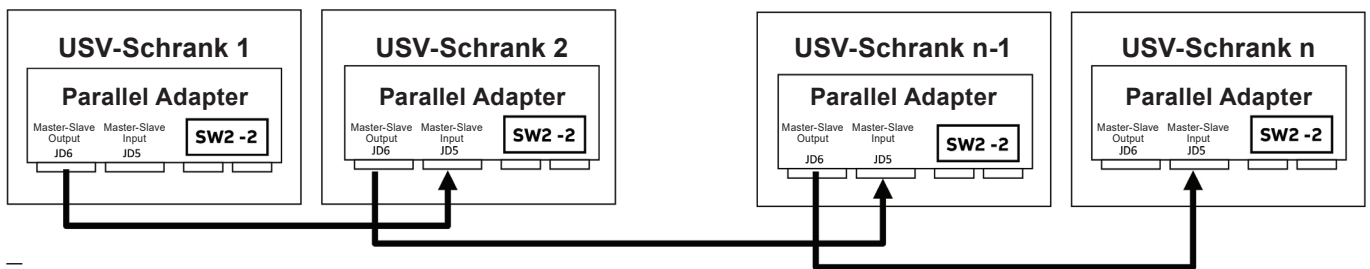 USV-Schrank 1
Parallel Adapter
Master-Slave Output JD6
Master-Slave Input JD5
SW2 -2
USV-Schrank 2
Parallel Adapter
Master-Slave Output JD6
Master-Slave Input JD5
SW2 -2
USV-Schrank n-1
Parallel Adapter
Master-Slave Output JD6
Master-Slave Input JD5
SW2 -2
USV-Schrank n
Parallel Adapter
Master-Slave Output JD6
Master-Slave Input JD5
SW2 -2